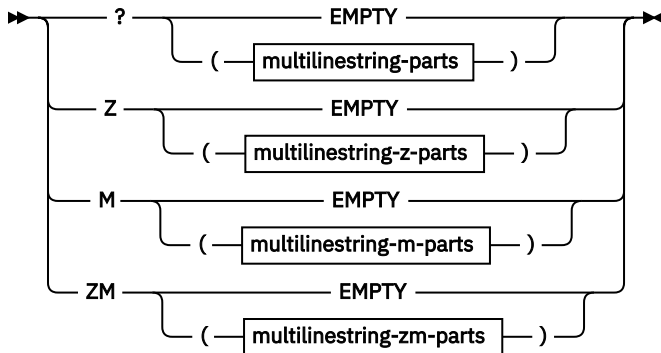 ? EMPTY
( multilinestring-parts )
Z EMPTY
( multilinestring-z-parts )
M EMPTY
( multilinestring-m-parts )
ZM EMPTY
( multilinestring-zm-parts )